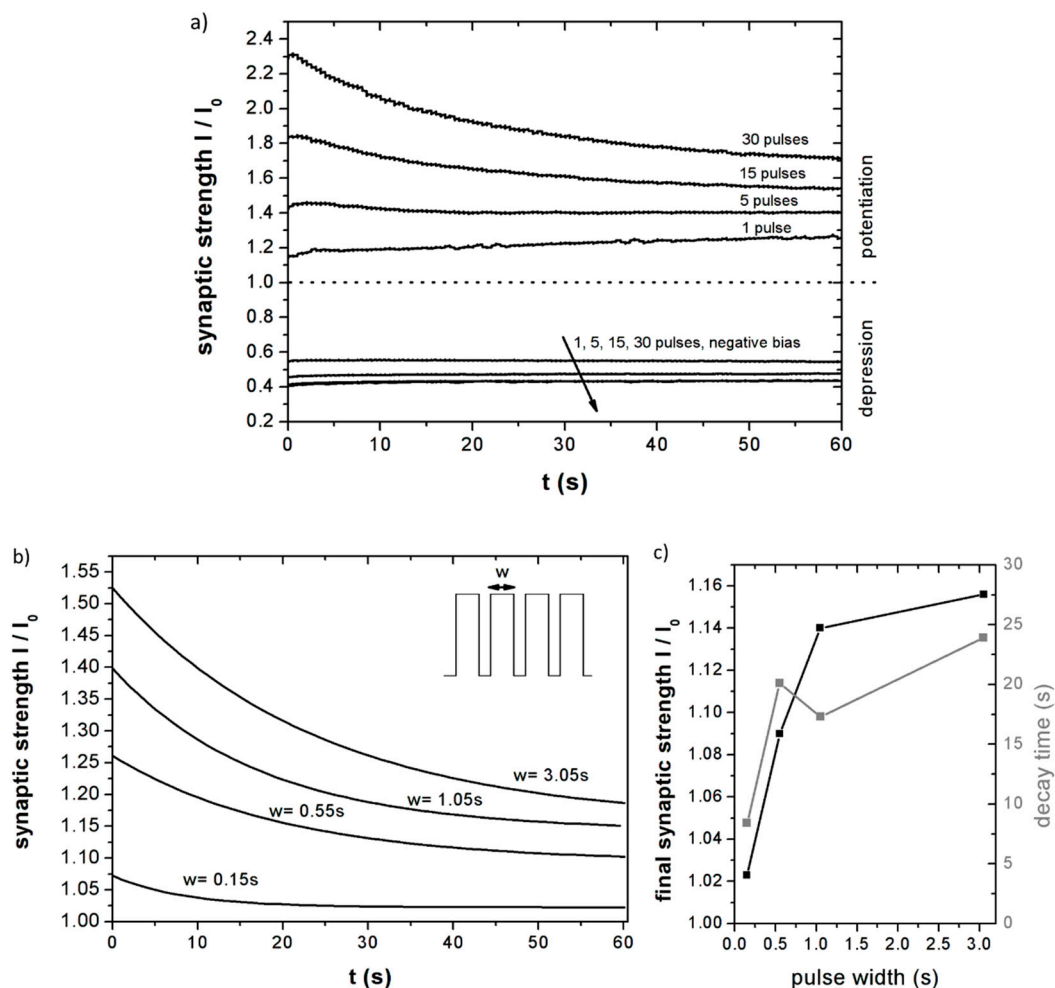 a)
synaptic strength I / I0
2.4
2.2
2.0
1.8
1.6
1.4
1.2
1.0
0.8
0.6
0.4
0.2
30 pulses
15 pulses
5 pulses
1 pulse
1, 5, 15, 30 pulses, negative bias
potentiation
depression
0 10 20 30 40 50 60
t (s)
b)
synaptic strength I / I0
1.55
1.50
1.45
1.40
1.35
1.30
1.25
1.20
1.15
1.10
1.05
1.00
w
w= 3.05s
w= 1.05s
w= 0.55s
w= 0.15s
0 10 20 30 40 50 60
t (s)
c)
final synaptic strength I / I0
1.16
1.14
1.12
1.10
1.08
1.06
1.04
1.02
1.00
30
25
20
15
10
5
0
decay time (s)
0.0 0.5 1.0 1.5 2.0 2.5 3.0
pulse width (s)